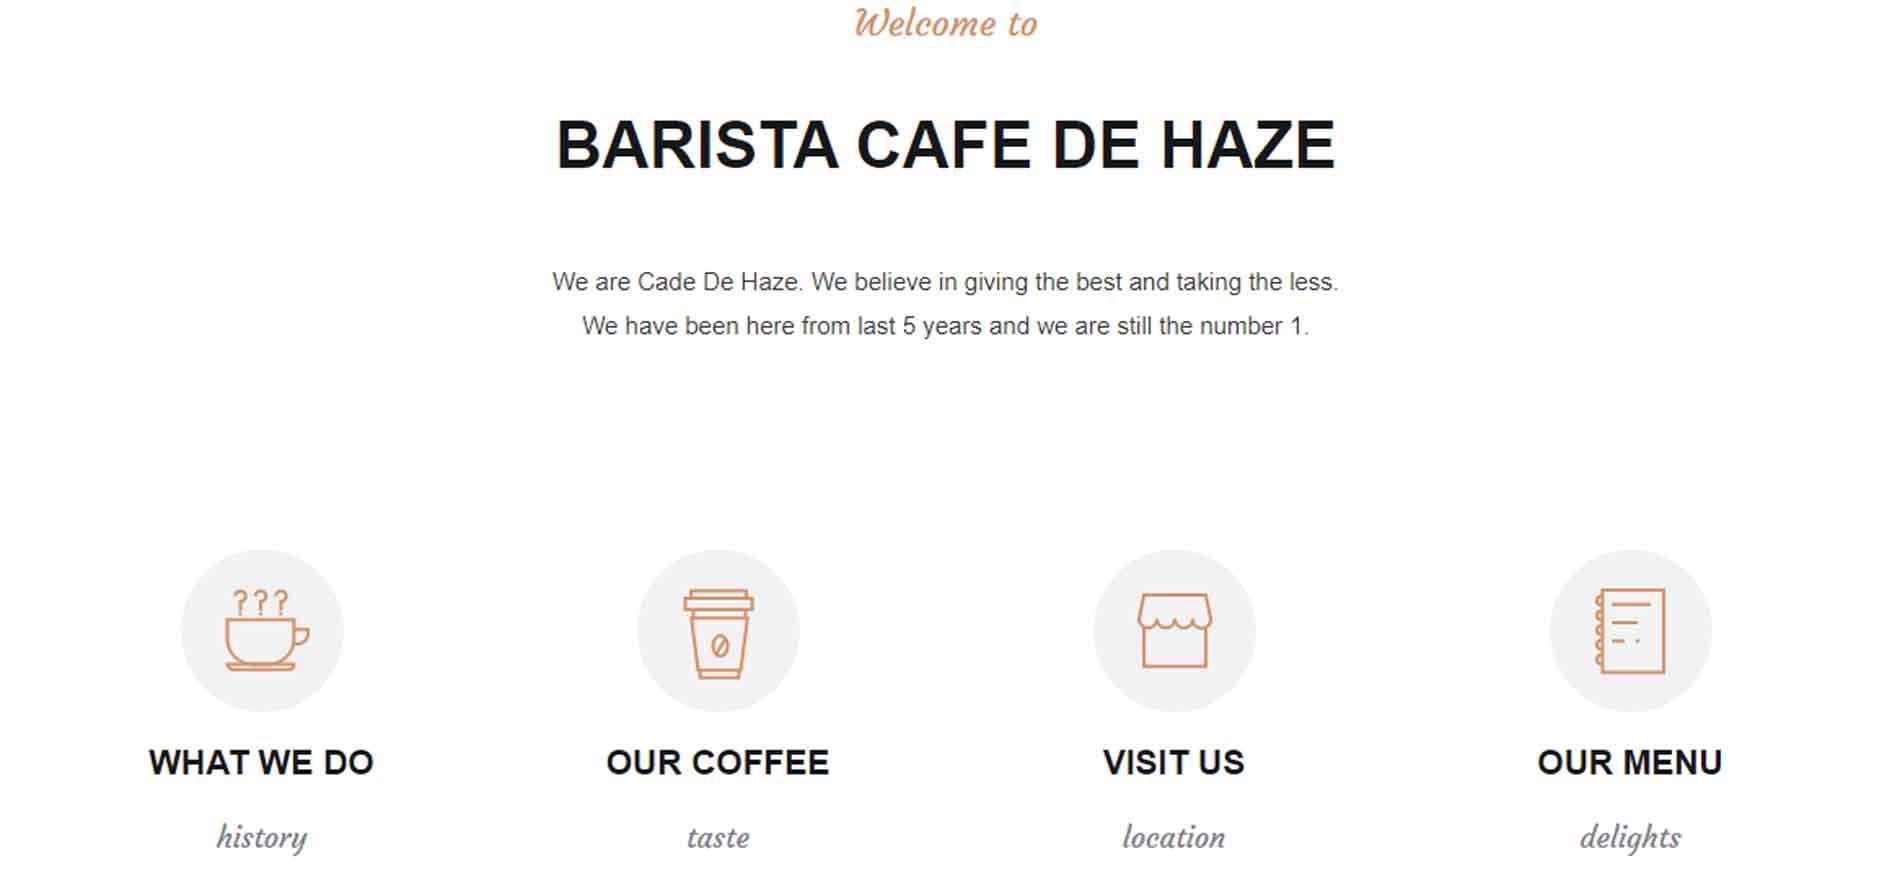 Welcome to
BARISTA CAFE DE HAZE
We are Cade De Haze. We believe in giving the best and taking the less.
We have been here from last 5 years and we are still the number 1.
WHAT WE DO
history
OUR COFFEE
taste
VISIT US
location
OUR MENU
delights